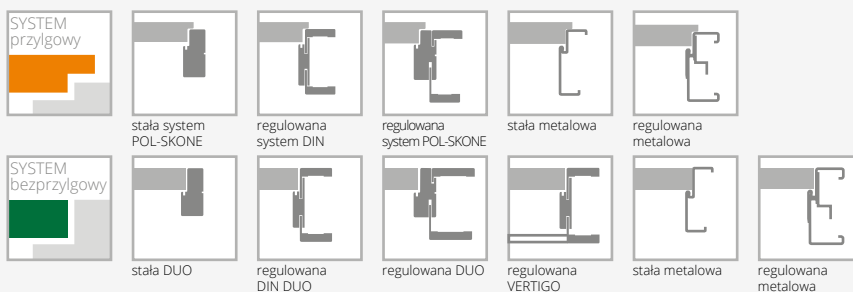 SYSTEM
przylgowy
stała system
POL-SKONE
regulowana
system DIN
regulowana
system POL-SKONE
stała metalowa
regulowana
metalowa
SYSTEM
bezprzylgowy
stała DUO
regulowana
DIN DUO
regulowana DUO
regulowana
VERTIGO
stała metalowa
regulowana
metalowa